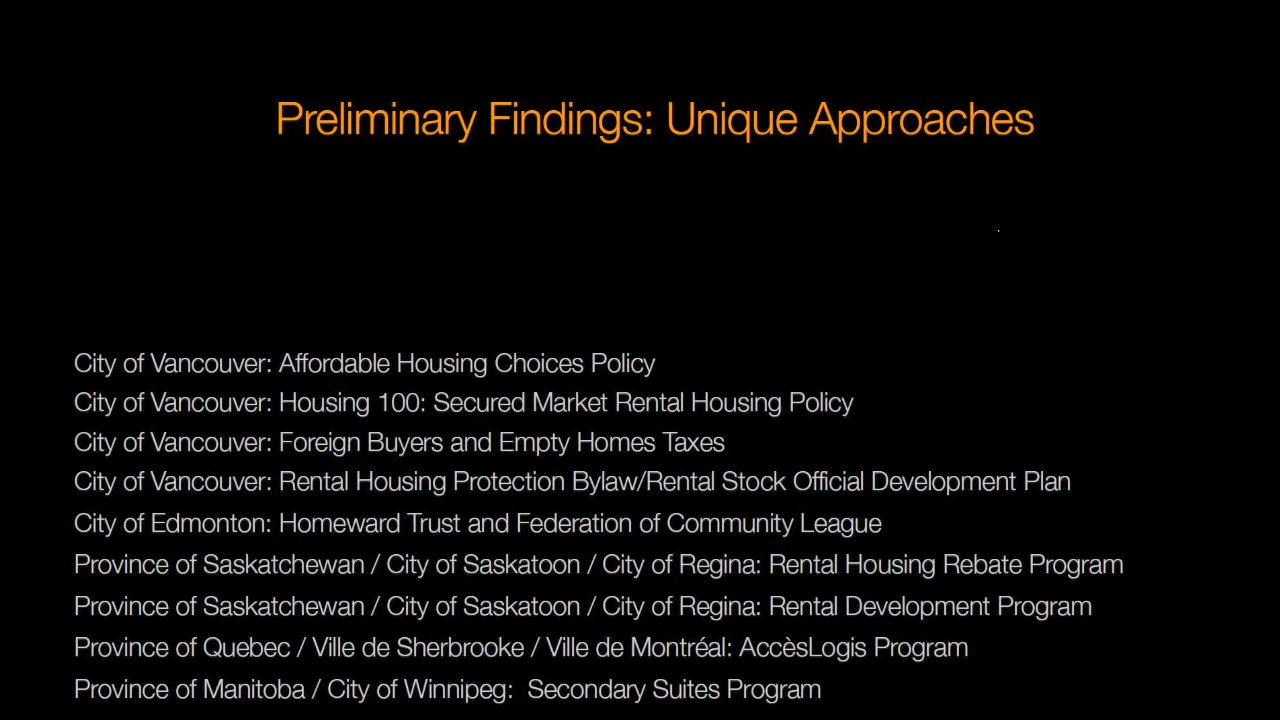 Preliminary Findings: Unique Approaches
City of Vancouver: Affordable Housing Choices Policy
City of Vancouver: Housing 100: Secured Market Rental Housing Policy
City of Vancouver: Foreign Buyers and Empty Homes Taxes
City of Vancouver: Rental Housing Protection Bylaw/Rental Stock Official Development Plan
City of Edmonton: Homeward Trust and Federation of Community League
Province of Saskatchewan / City of Saskatoon / City of Regina: Rental Housing Rebate Program
Province of Saskatchewan / City of Saskatoon / City of Regina: Rental Development Program
Province of Quebec / Ville de Sherbrooke / Ville de Montréal: AccèsLogis Program
Province of Manitoba / City of Winnipeg:  Secondary Suites Program